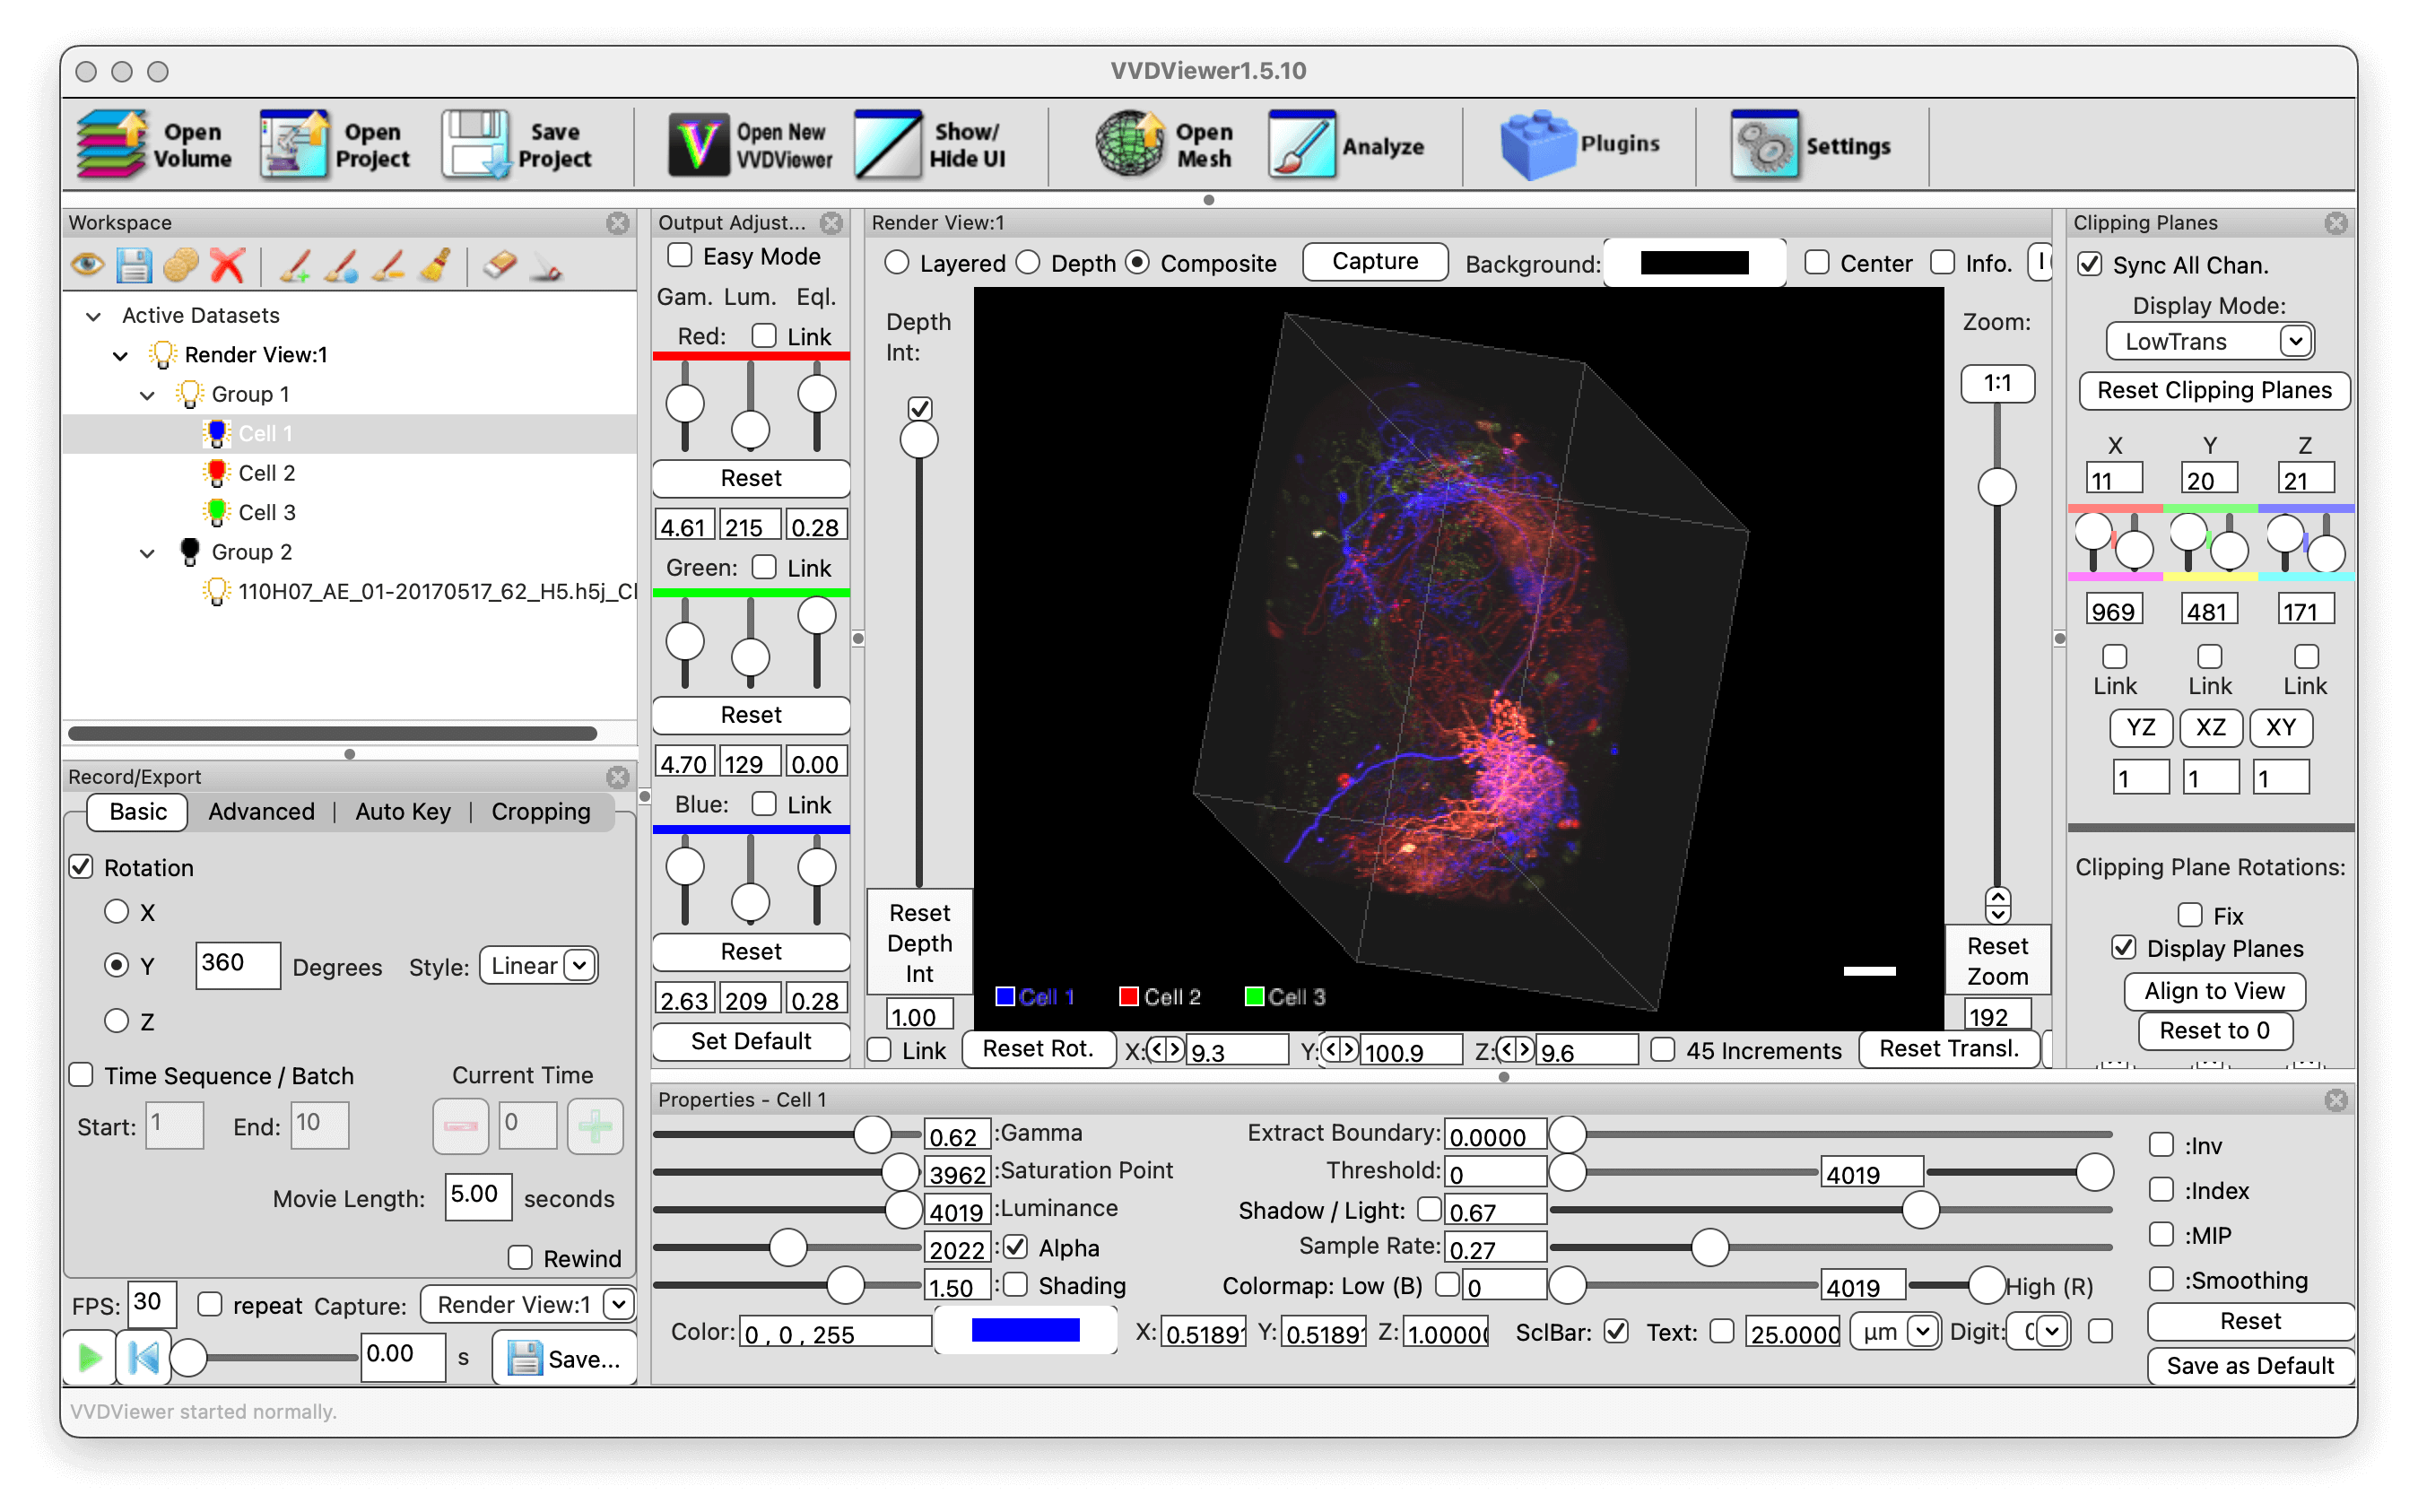 VVDViewer1.5.10
Open Volume
Open Project
Save Project
Open New VVDViewer
Show/ Hide UI
Open Mesh
Analyze
Plugins
Settings
Workspace
Active Datasets
Render View:1
Group 1
Cell 1
Cell 2
Cell 3
Group 2
110H07_AE_01-20170517_62_H5.h5j_Cl
Record/Export
Basic Advanced | Auto Key | Cropping
Rotation
X
Y 360 Degrees Style: Linear
Z
Time Sequence / Batch Current Time
Start: 1 End: 10 0
Movie Length: 5.00 seconds
Rewind
FPS: 30 repeat Capture: Render View:1
0.00 s Save...
Output Adjust...
Easy Mode
Gam. Lum. Eql.
Red: Link
Reset
4.61 215 0.28
Green: Link
Reset
4.70 129 0.00
Blue: Link
Reset
2.63 209 0.28
Set Default
Render View:1
Layered Depth Composite Capture Background: Center Info.
Depth
Int:
Reset
Depth
Int
1.00
Cell 1 Cell 2 Cell 3
Zoom:
1:1
Reset
Zoom
192
Link Reset Rot. X: 9.3 Y: 100.9 Z: 9.6 45 Increments Reset Transl.
Clipping Planes
Sync All Chan.
Display Mode:
LowTrans
Reset Clipping Planes
X Y Z
11 20 21
969 481 171
Link Link Link
YZ XZ XY
1 1 1
Clipping Plane Rotations:
Fix
Display Planes
Align to View
Reset to 0
Properties - Cell 1
0.62 :Gamma Extract Boundary: 0.0000 :Inv
3962 :Saturation Point Threshold: 0 4019 :Index
4019 :Luminance Shadow / Light: 0.67
2022 : Alpha Sample Rate: 0.27 :MIP
1.50 : Shading Colormap: Low (B) 0 4019 High (R) :Smoothing
Color: 0 , 0 , 255 X: 0.5189 Y: 0.5189 Z: 1.0000 SclBar: Text: 25.0000 µm Digit:
Reset
Save as Default
VVDViewer started normally.